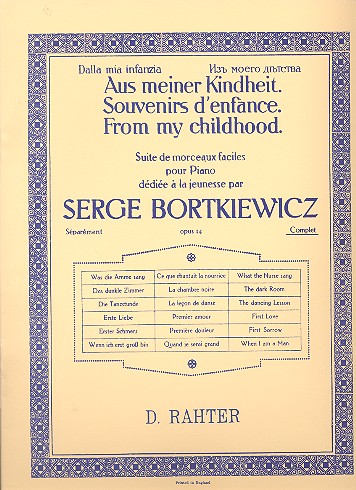 Dalla mia infanzia Изъ моего дѣтства
Aus meiner Kindheit.
Souvenirs d'enfance.
From my childhood.
Suite de morceaux faciles
pour Piano
dédiée à la jeunesse par
SERGE BORTKIEWICZ
Séparément opus 14 Complet
Was die Amme sang Ce que chantait la nourrice What the Nurse sang
Das dunkle Zimmer La chambre noire The dark Room
Die Tanzstunde La leçon de danse The dancing Lesson
Erste Liebe Premier amour First Love
Erster Schmerz Première douleur First Sorrow
Wenn ich erst groß bin Quand je serai grand When I am a Man
D. RAHTER
Printed in England